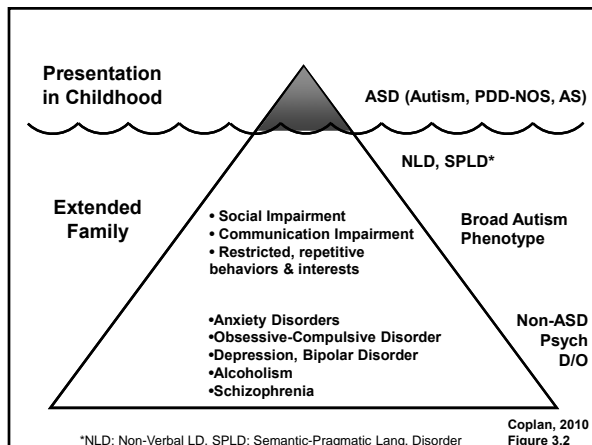 Presentation
in Childhood
ASD (Autism, PDD-NOS, AS)
NLD, SPLD*
Extended
Family
• Social Impairment
• Communication Impairment
• Restricted, repetitive
behaviors & interests
Broad Autism
Phenotype
•Anxiety Disorders
•Obsessive-Compulsive Disorder
•Depression, Bipolar Disorder
•Alcoholism
•Schizophrenia
Non-ASD
Psych
D/O
*NLD: Non-Verbal LD. SPLD: Semantic-Pragmatic Lang. Disorder
Coplan, 2010
Figure 3.2